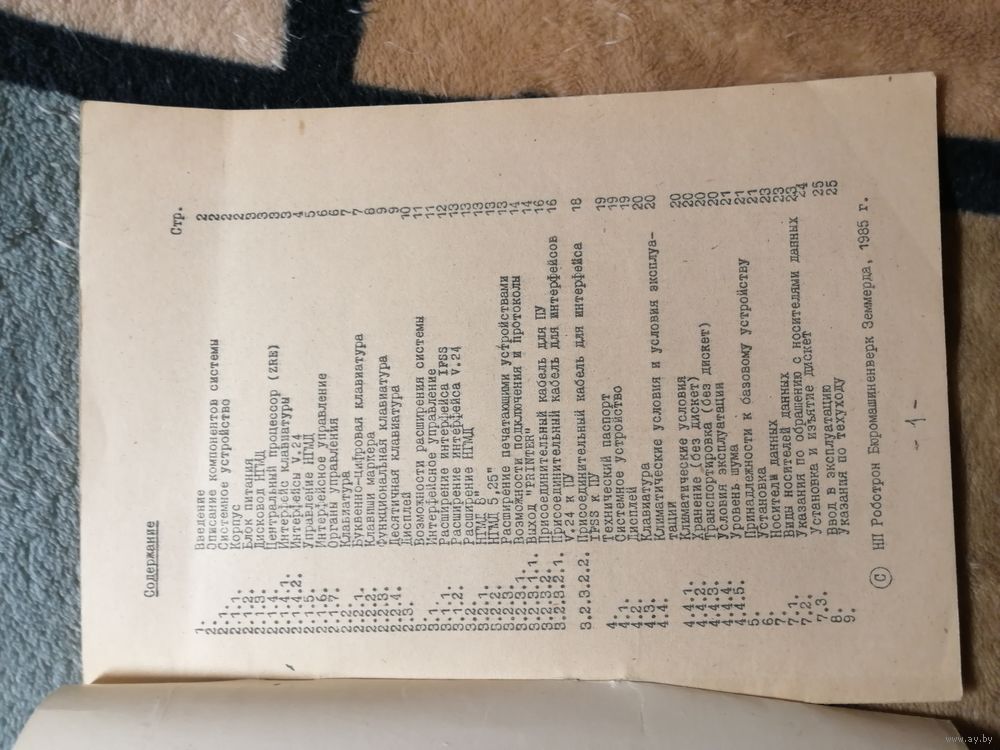 Содержание
Стр.
1. Введение 2
2. Описание компонентов системы 2
2.1. Системное устройство 2
2.1.1. Корпус 2
2.1.2. Блок питания 3
2.1.3. Дисковод НГМД 3
2.1.4. Центральный процессор (ZRE) 3
2.1.4.1. Интерфейс клавиатуры 3
2.1.4.2. Интерфейсы V.24 4
2.1.5. Управление НГМД 5
2.1.6. Интерфейсное управление 6
2.1.7. Органы управления 6
2.2. Клавиатура 7
2.2.1. Буквенно-цифровая клавиатура 7
2.2.2. Клавиши маркера 8
2.2.3. Функциональная клавиатура 9
2.2.4. Десятичная клавиатура 9
2.3. Дисплей 10
3. Возможности расширения системы 11
3.1. Интерфейсное управление 11
3.1.1. Расширение интерфейса IFSS 12
3.1.2. Расширение интерфейса V.24 13
3.2. Расширение НГМД 13
3.2.1. НГМД 8" 13
3.2.2. НГМД 5,25" 13
3.2.3. Расширение печатающими устройствами 13
3.2.3.1. Возможности подключения и протоколы 14
3.2.3.1.1. Выход "PRINTER" 14
3.2.3.2. Присоединительный кабель для ПУ 16
3.2.3.2.1. Присоединительный кабель для интерфейсов 16
V.24 к ПУ
3.2.3.2.2. Присоединительный кабель для интерфейса 18
IFSS к ПУ
4. Технический паспорт 19
4.1. Системное устройство 19
4.2. Дисплей 19
4.3. Клавиатура 20
4.4. Климатические условия и условия эксплуа- 20
тации
4.4.1. Климатические условия 20
4.4.2. Хранение (без дискет) 20
4.4.3. Транспортировка (без дискет) 20
4.4.4. Условия эксплуатации 20
4.4.5. Уровень шума 21
5. Принадлежности к базовому устройству 21
6. Установка 21
7. Носители данных 23
7.1. Виды носителей данных 23
7.2. Указания по обращению с носителями данных 23
7.3. Установка и изъятие дискет 24
8. Ввод в эксплуатацию 25
9. Указания по техуходу 25
© НП Роботрон Бюромашиненверк Земмерда, 1985 г.
- 1 -
www.ay.by